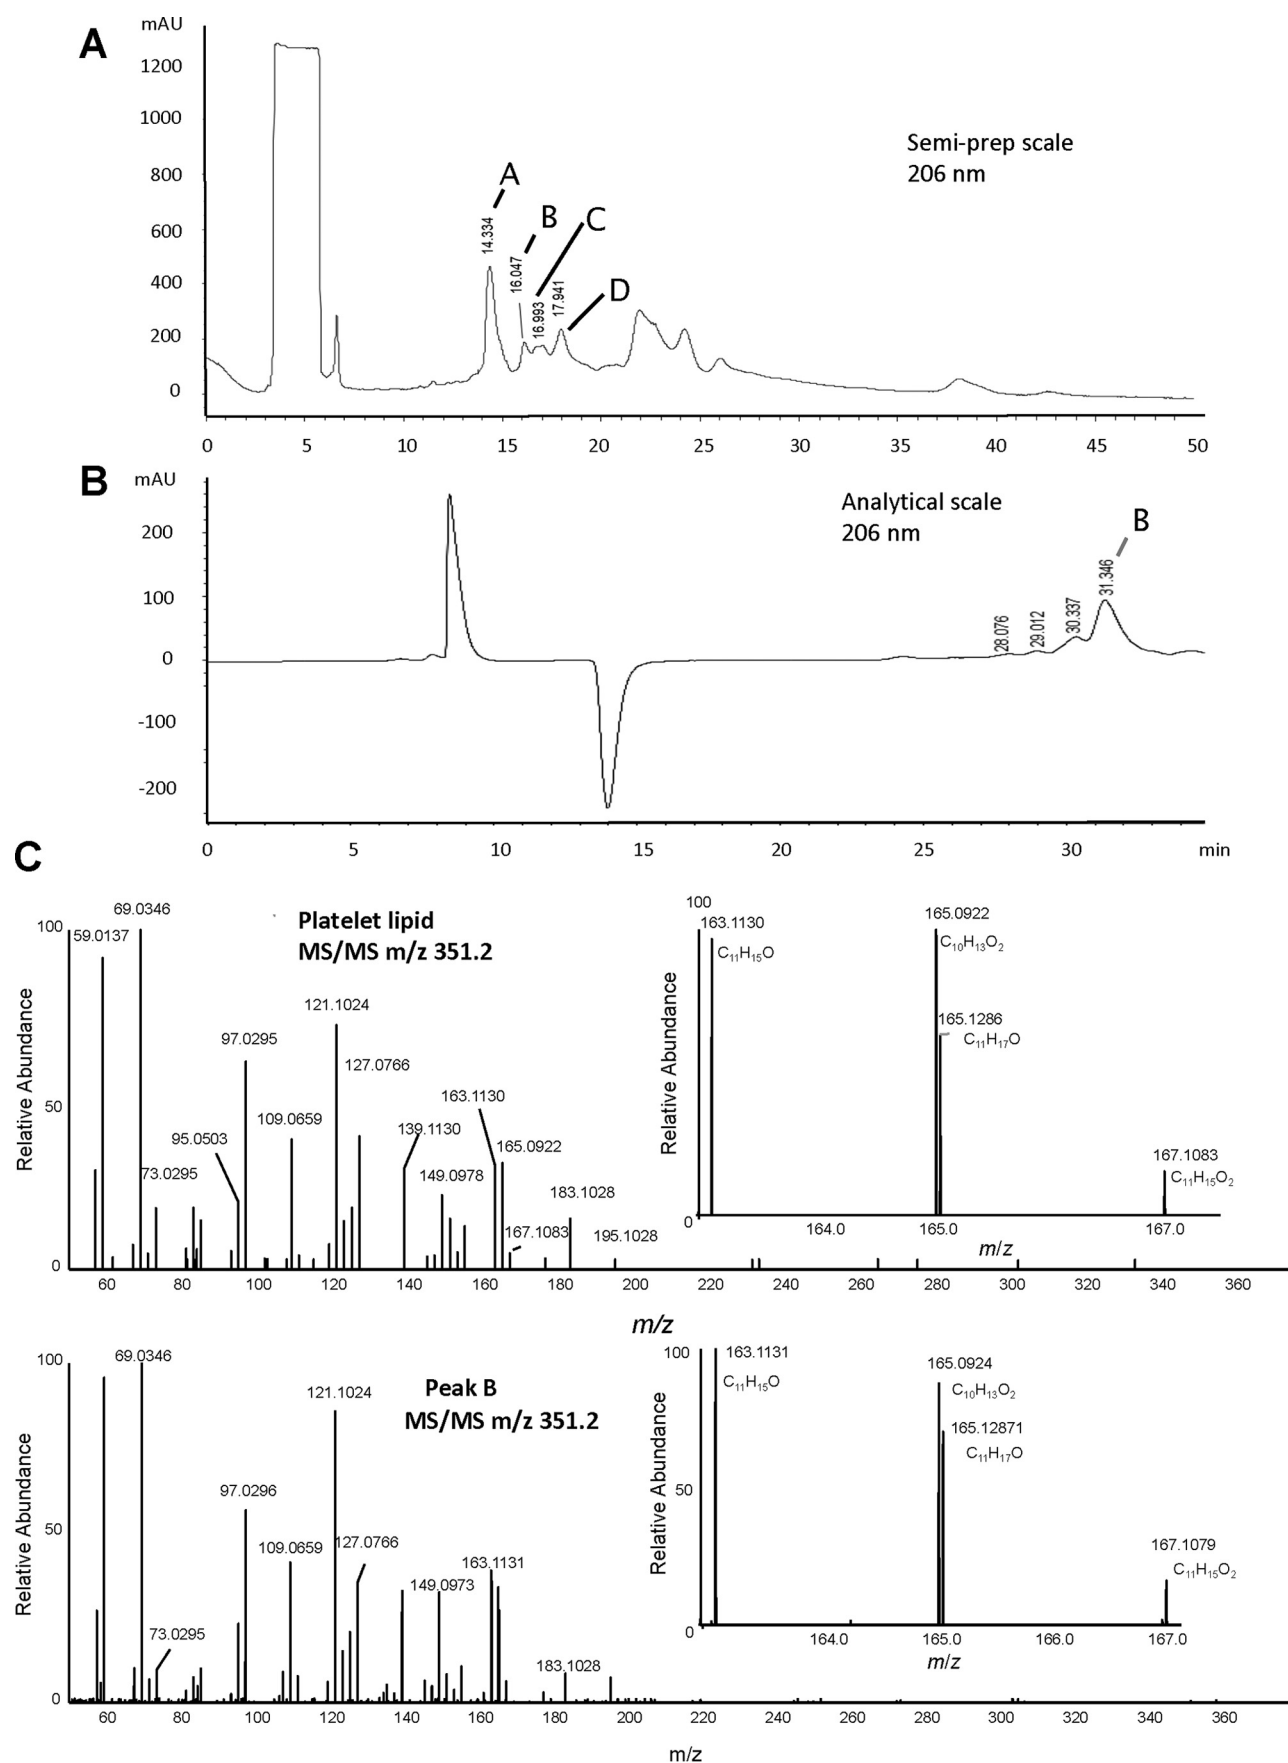 A
mAU
1200
1000
800
600
400
200
0
Semi-prep scale
206 nm
A
B
C
D
14.334
16.047
16.993
17.941
0 5 10 15 20 25 30 35 40 45 50
B
mAU
200
100
0
-100
-200
Analytical scale
206 nm
B
28.076
29.012
30.337
31.346
0 5 10 15 20 25 30 min
C
Platelet lipid
MS/MS m/z 351.2
Relative Abundance
100
50
0
59.0137
69.0346
73.0295
95.0503
97.0295
109.0659
121.1024
127.0766
139.1130
149.0978
163.1130
165.0922
167.1083
183.1028
195.1028
60 80 100 120 140 160 180 200 220 240 260 280 300 320 340 360
m/z
Relative Abundance
100
0
163.1130
C₁₁H₁₅O
165.0922
C₁₀H₁₃O₂
165.1286
C₁₁H₁₇O
167.1083
C₁₁H₁₅O₂
164.0 165.0 167.0
m/z
Peak B
MS/MS m/z 351.2
Relative Abundance
100
50
0
69.0346
73.0295
97.0296
109.0659
121.1024
127.0766
149.0973
163.1131
183.1028
60 80 100 120 140 160 180 200 220 240 260 280 300 320 340 360
m/z
Relative Abundance
100
50
0
163.1131
C₁₁H₁₅O
165.0924
C₁₀H₁₃O₂
165.12871
C₁₁H₁₇O
167.1079
C₁₁H₁₅O₂
164.0 165.0 166.0 167.0
m/z